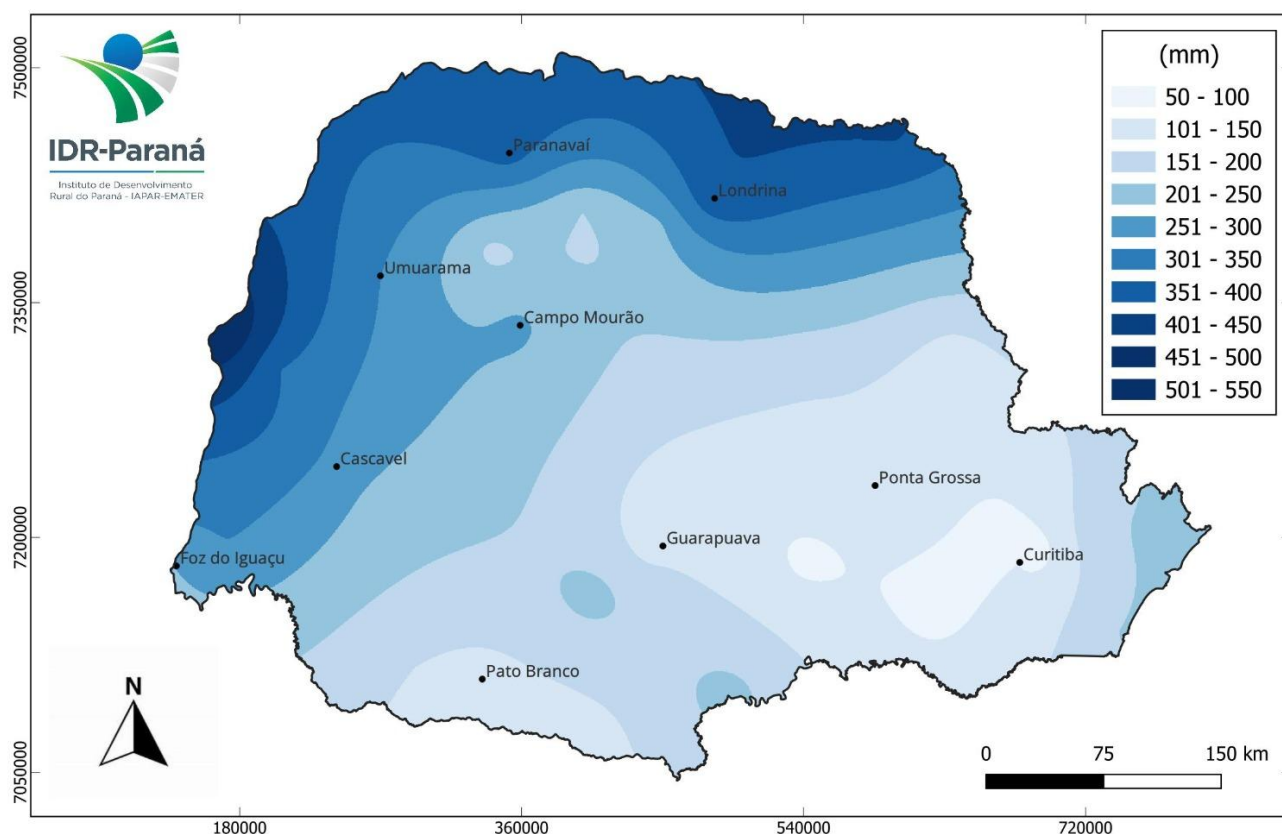 IDR-Paraná
Instituto de Desenvolvimento
Rural do Paraná - IAPAR-EMATER
(mm)
50 - 100
101 - 150
151 - 200
201 - 250
251 - 300
301 - 350
351 - 400
401 - 450
451 - 500
501 - 550
Paranavaí
Londrina
Umuarama
Campo Mourão
Cascavel
Ponta Grossa
Guarapuava
Foz do Iguaçu
Curitiba
Pato Branco
N
0 75 150 km
7500000
7350000
7200000
7050000
180000 360000 540000 720000